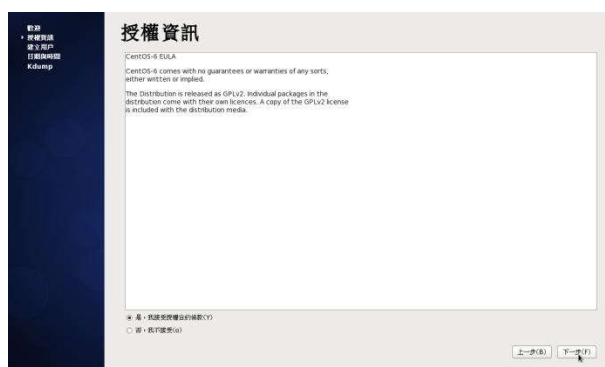 歡迎
授權資訊
建立用戶
日期與時間
Kdump
授權資訊
CentOS-6 EULA
CentOS-6 comes with no guarantees or warranties of any sorts,
either written or implied.
The Distribution is released as GPLv2. Individual packages in the
distribution come with their own licences. A copy of the GPLv2 license
is included with the distribution media.
是，我接受授權合約條款(Y)
否，我不接受(o)
上一步(B)
下一步(F)